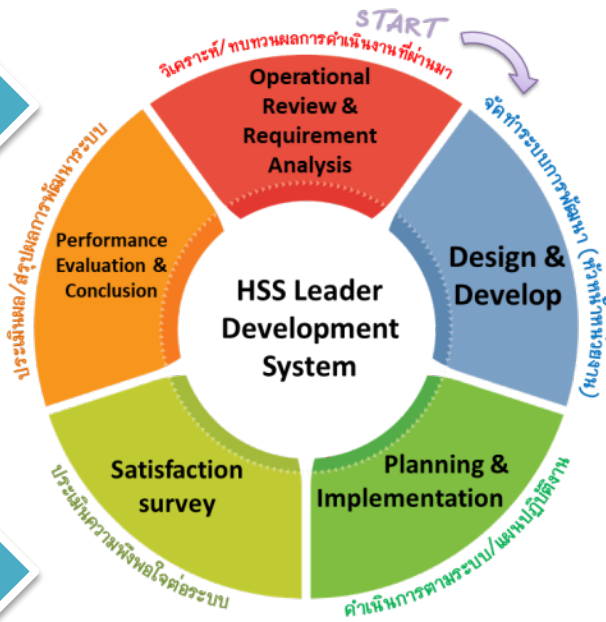 START
วิเคราะห์/ทบทวนผลการดำเนินงานที่ผ่านมา
Operational
Review &
Requirement
Analysis
จัดทำระบบการพัฒนา (หัวหน้าหน่วยงาน)
Design &
Develop
ดำเนินการตามระบบ/แผนปฏิบัติงาน
Planning &
Implementation
ประเมินความพึงพอใจต่อระบบ
Satisfaction
survey
ประเมินผล/สรุปผลการพัฒนาระบบ
Performance
Evaluation &
Conclusion
HSS Leader
Development
System